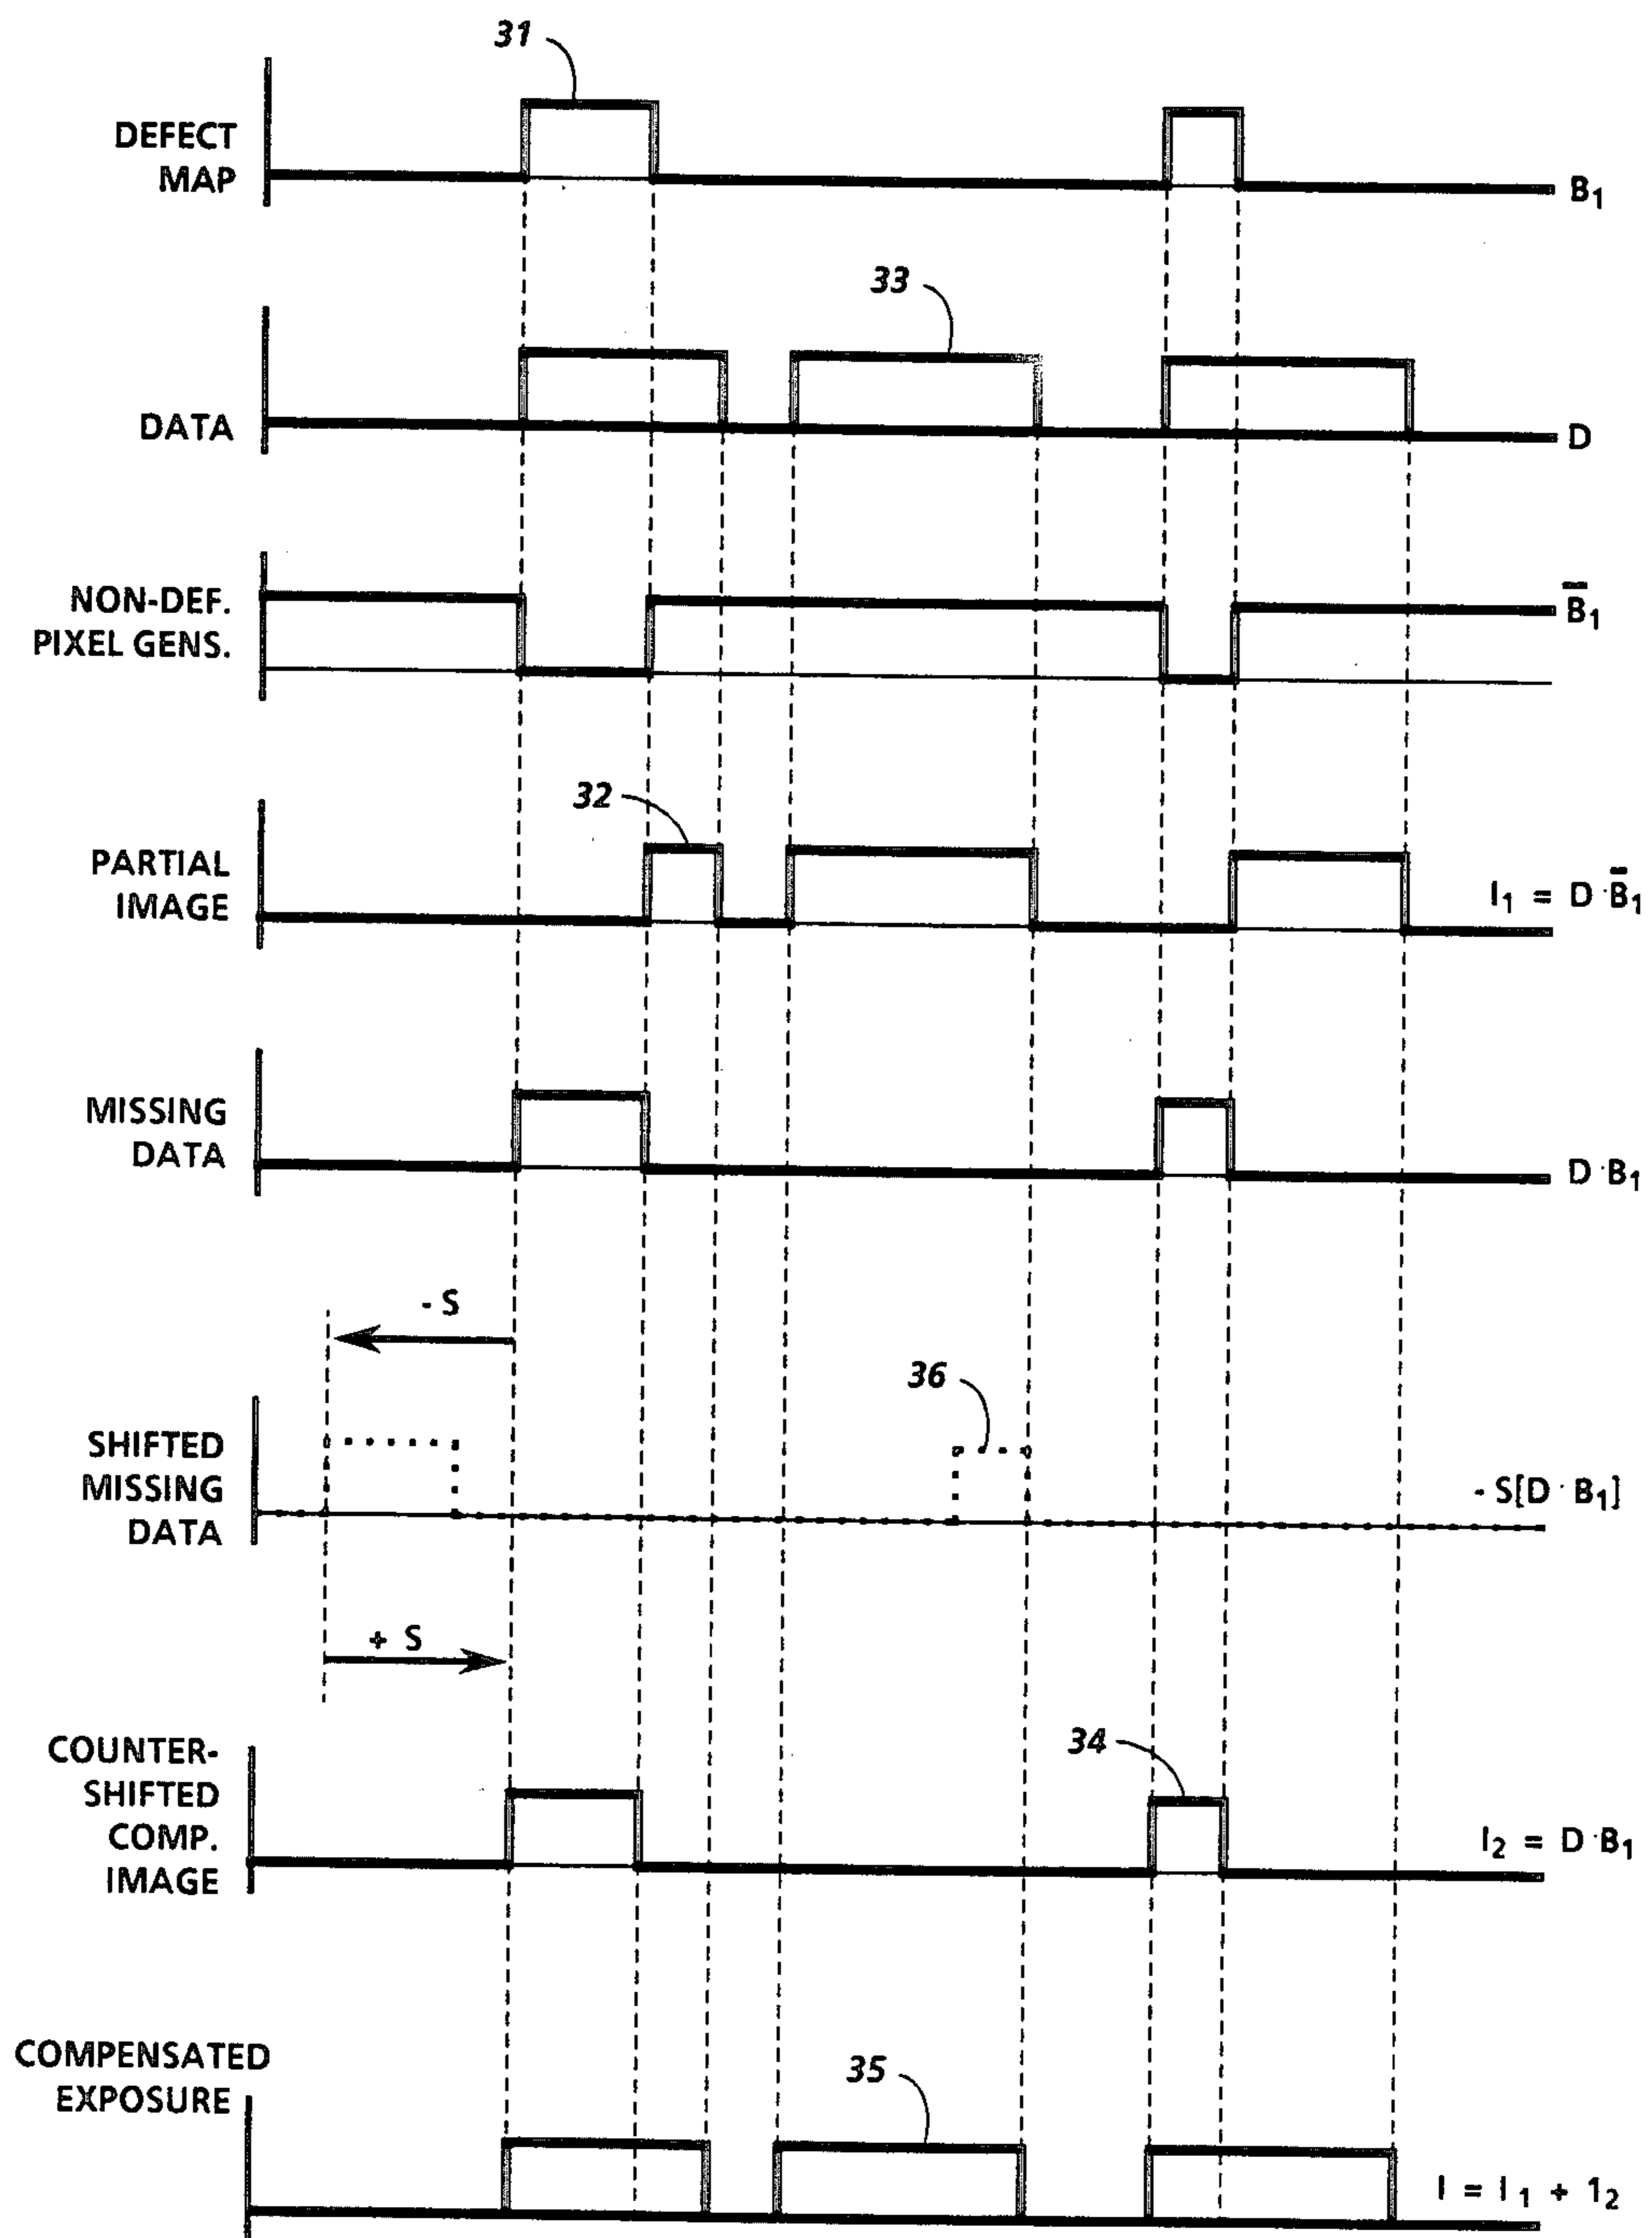 31
DEFECT
MAP
B₁
33
DATA
D
NON-DEF.
PIXEL GENS.
B̅₁
32
PARTIAL
IMAGE
I₁ = D·B̅₁
MISSING
DATA
D·B₁
- S
36
SHIFTED
MISSING
DATA
- S[D·B₁]
+ S
34
COUNTER-
SHIFTED
COMP.
IMAGE
I₂ = D·B₁
COMPENSATED
EXPOSURE
35
I = I₁ + 1₂